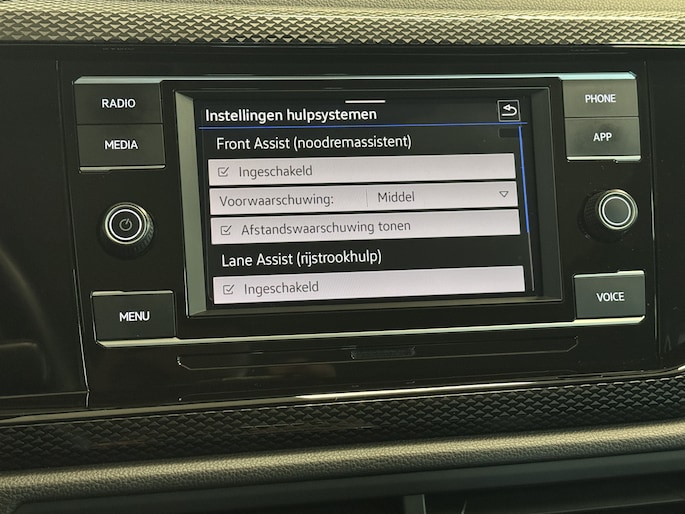 RADIO
PHONE
MEDIA
APP
Instellingen hulpsystemen
Front Assist (noodremassistent)
Ingeschakeld
Voorwaarschuwing: Middel
Afstandswaarschuwing tonen
Lane Assist (rijstrookhulp)
Ingeschakeld
MENU
VOICE